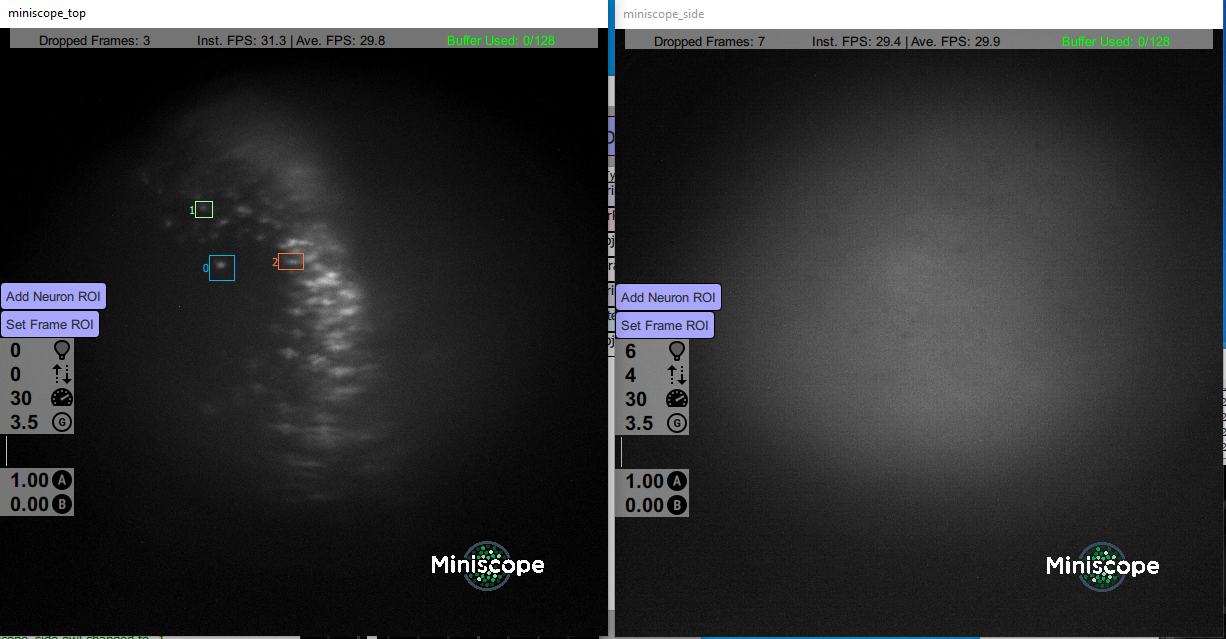 miniscope_top
Dropped Frames: 3 Inst. FPS: 31.3 | Ave. FPS: 29.8 Buffer Used: 0/128
1
0
2
Add Neuron ROI
Set Frame ROI
0
0
30
3.5 G
1.00 A
0.00 B
Miniscope
miniscope_side
Dropped Frames: 7 Inst. FPS: 29.4 | Ave. FPS: 29.9 Buffer Used: 0/128
Add Neuron ROI
Set Frame ROI
6
4
30
3.5 G
1.00 A
0.00 B
Miniscope